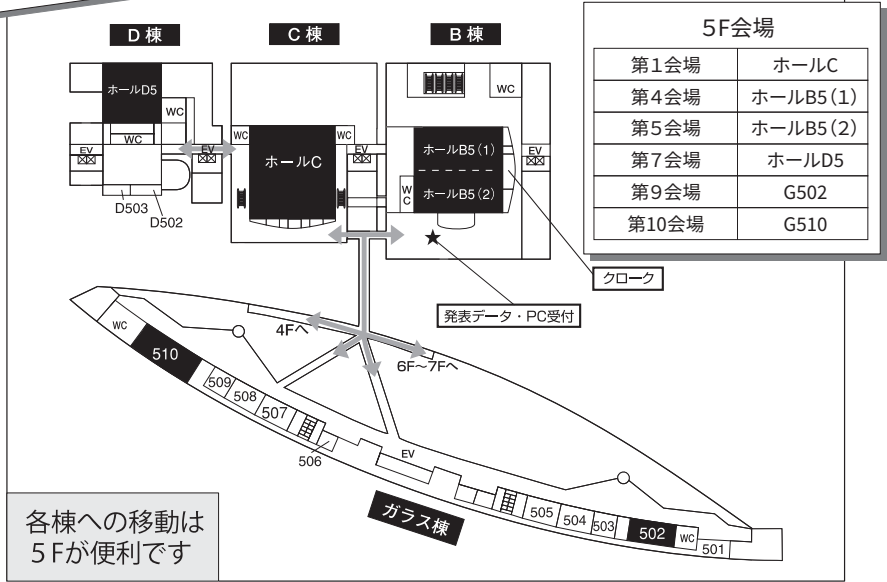 D棟
C棟
B棟
5F会場
第1会場 ホールC
第4会場 ホールB5(1)
第5会場 ホールB5(2)
第7会場 ホールD5
第9会場 G502
第10会場 G510
ホールD5
WC
WC
EV
EV
D503
D502
WC
WC
ホールC
WC
ホールB5(1)
ホールB5(2)
WC
EV
クローク
発表データ・PC受付
4Fへ
6F〜7Fへ
WC
510
509
508
507
506
EV
505
504
503
502
WC
501
ガラス棟
各棟への移動は
5Fが便利です